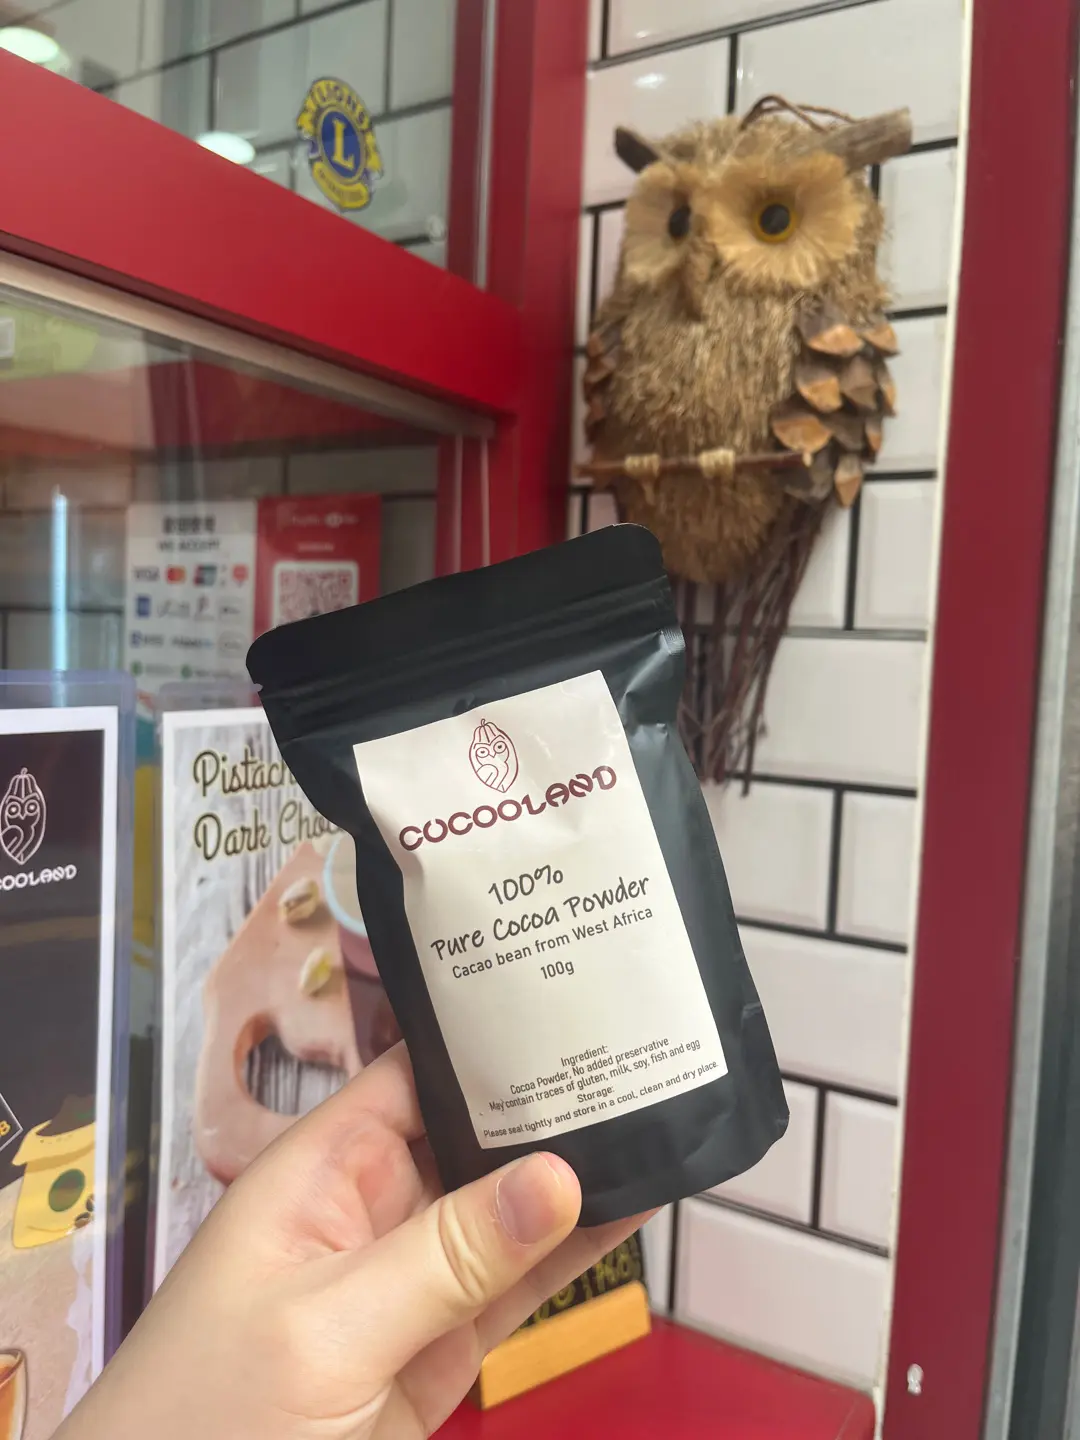 LIONS
L
WE ACCEPT
VISA
Pistach
Dark Choc
OOLAND
COCOOLAND
100%
Pure Cocoa Powder
Cacao bean from West Africa
100g
Ingredient:
Cocoa Powder, No added preservative
May contain traces of gluten, milk, soy, fish and egg
Storage:
Please seal tightly and store in a cool, clean and dry place.